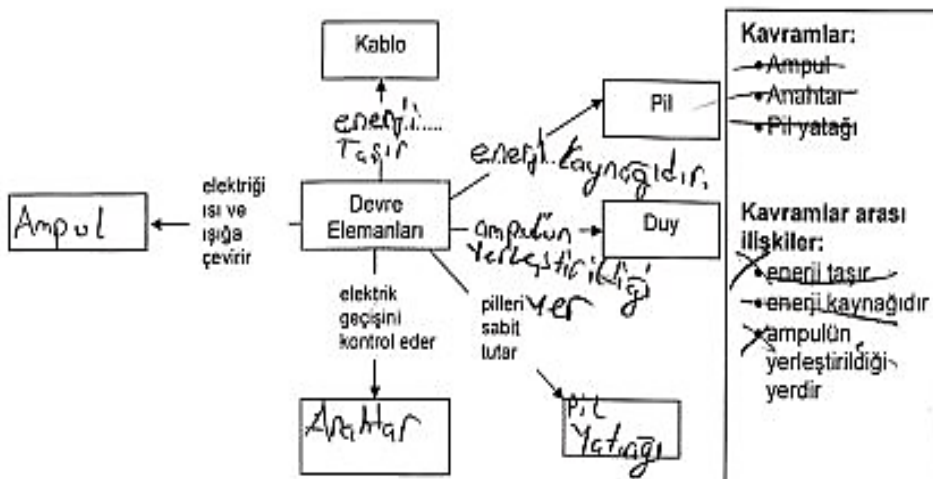 Kablo
enerji.....
Taşır
Pil
energi..kaynağıdır.
elektriği
ısı ve
ışığa
çevirir
Ampul
Devre
Elemanları
ampulün
yerleştirildiği
yer
Duy
elektrik
geçişini
kontrol eder
pilleri
sabit
tutar
Anahtar
pil
Yatırağı
Kavramlar:
• Ampul
• Anahtar
• Pil yatağı
Kavramlar arası
ilişkiler:
• enerji taşır
• enerji kaynağıdır
• ampulün
yerleştirildiği
yerdir